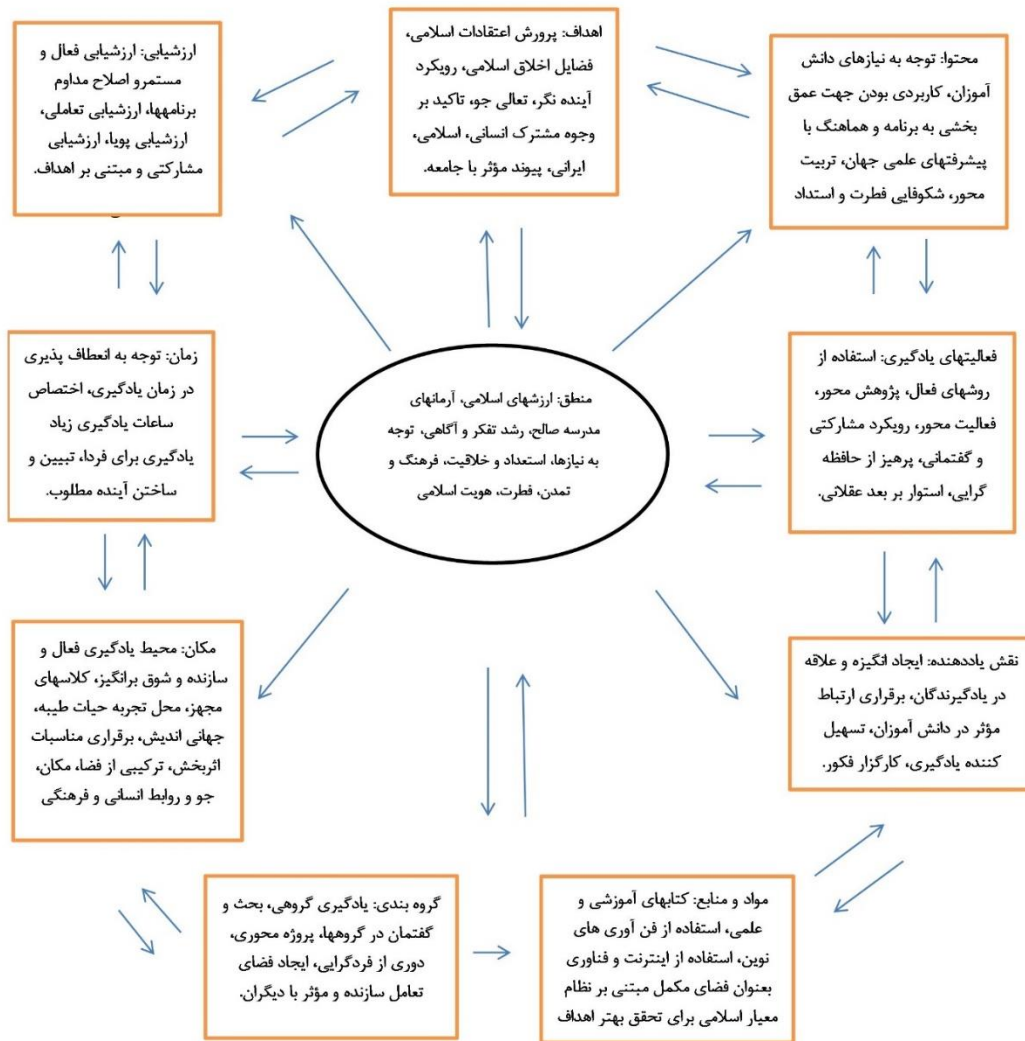 اهداف: پرورش اعتقادات اسلامی،
فضایل اخلاق اسلامی، رویکرد
آینده نگر، تعالی جو، تاکید بر
وجوه مشترک انسانی، اسلامی،
ایرانی، پیوند مؤثر با جامعه.
محتوا: توجه به نیازهای دانش
آموزان، کاربردی بودن جهت عمق
بخشی به برنامه و هماهنگ با
پیشرفتهای علمی جهان، تربیت
محور، شکوفایی فطرت و استداد
فعالیتهای یادگیری: استفاده از
روشهای فعال، پژوهش محور،
فعالیت محور، رویکرد مشارکتی
و گفتمانی، پرهیز از حافظه
گرایی، استوار بر بعد عقلانی.
نقش یاددهنده: ایجاد انگیزه و علاقه
در یادگیرندگان، برقراری ارتباط
مؤثر در دانش آموزان، تسهیل
کننده یادگیری، کارگزار فکور.
مواد و منابع: کتابهای آموزشی و
علمی، استفاده از فن آوری های
نوین، استفاده از اینترنت و فناوری
بعنوان فضای مکمل مبتنی بر نظام
معیار اسلامی برای تحقق بهتر اهداف
گروه بندی: یادگیری گروهی، بحث و
گفتمان در گروهها، پروژه محوری،
دوری از فردگرایی، ایجاد فضای
تعامل سازنده و مؤثر با دیگران.
مکان: محیط یادگیری فعال و
سازنده و شوق برانگیز، کلاسهای
مجهز، محل تجربه حیات طیبه،
جهانی اندیش، برقراری مناسبات
اثربخش، ترکیبی از فضا، مکان،
جو و روابط انسانی و فرهنگی
زمان: توجه به انعطاف پذیری
در زمان یادگیری، اختصاص
ساعات یادگیری زیاد
یادگیری برای فردا، تبیین و
ساختن آینده مطلوب.
ارزشیابی: ارزشیابی فعال و
مستمرو اصلاح مداوم
برنامهها، ارزشیابی تعاملی،
ارزشیابی پویا، ارزشیابی
مشارکتی و مبتنی بر اهداف.
منطق: ارزشهای اسلامی، آرمانهای
مدرسه صالح، رشد تفکر و آگاهی، توجه
به نیازها، استعداد و خلاقیت، فرهنگ و
تمدن، فطرت، هویت اسلامی